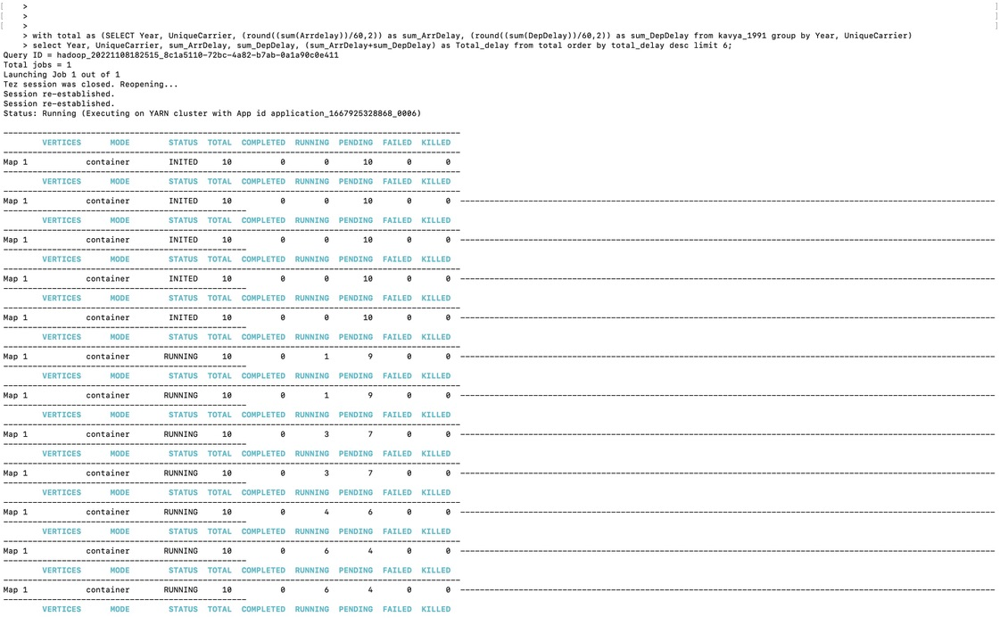 [    >    ]
[    >    ]
[    >    ]
> with total as (SELECT Year, UniqueCarrier, (round((sum(Arrdelay))/60,2)) as sum_ArrDelay, (round((sum(DepDelay))/60,2)) as sum_DepDelay from kavya_1991 group by Year, UniqueCarrier)
> select Year, UniqueCarrier, sum_ArrDelay, sum_DepDelay, (sum_ArrDelay+sum_DepDelay) as Total_delay from total order by total_delay desc limit 6;
Query ID = hadoop_20221108182515_8c1a5110-72bc-4a82-b7ab-0a1a90c0e411
Total jobs = 1
Launching Job 1 out of 1
Tez session was closed. Reopening...
Session re-established.
Session re-established.
Status: Running (Executing on YARN cluster with App id application_1667925328868_0006)
VERTICES MODE STATUS TOTAL COMPLETED RUNNING PENDING FAILED KILLED
Map 1 container INITED 10 0 0 10 0 0
VERTICES MODE STATUS TOTAL COMPLETED RUNNING PENDING FAILED KILLED
Map 1 container INITED 10 0 0 10 0 0
VERTICES MODE STATUS TOTAL COMPLETED RUNNING PENDING FAILED KILLED
Map 1 container INITED 10 0 0 10 0 0
VERTICES MODE STATUS TOTAL COMPLETED RUNNING PENDING FAILED KILLED
Map 1 container INITED 10 0 0 10 0 0
VERTICES MODE STATUS TOTAL COMPLETED RUNNING PENDING FAILED KILLED
Map 1 container INITED 10 0 0 10 0 0
VERTICES MODE STATUS TOTAL COMPLETED RUNNING PENDING FAILED KILLED
Map 1 container RUNNING 10 0 1 9 0 0
VERTICES MODE STATUS TOTAL COMPLETED RUNNING PENDING FAILED KILLED
Map 1 container RUNNING 10 0 1 9 0 0
VERTICES MODE STATUS TOTAL COMPLETED RUNNING PENDING FAILED KILLED
Map 1 container RUNNING 10 0 3 7 0 0
VERTICES MODE STATUS TOTAL COMPLETED RUNNING PENDING FAILED KILLED
Map 1 container RUNNING 10 0 3 7 0 0
VERTICES MODE STATUS TOTAL COMPLETED RUNNING PENDING FAILED KILLED
Map 1 container RUNNING 10 0 4 6 0 0
VERTICES MODE STATUS TOTAL COMPLETED RUNNING PENDING FAILED KILLED
Map 1 container RUNNING 10 0 6 4 0 0
VERTICES MODE STATUS TOTAL COMPLETED RUNNING PENDING FAILED KILLED
Map 1 container RUNNING 10 0 6 4 0 0
VERTICES MODE STATUS TOTAL COMPLETED RUNNING PENDING FAILED KILLED